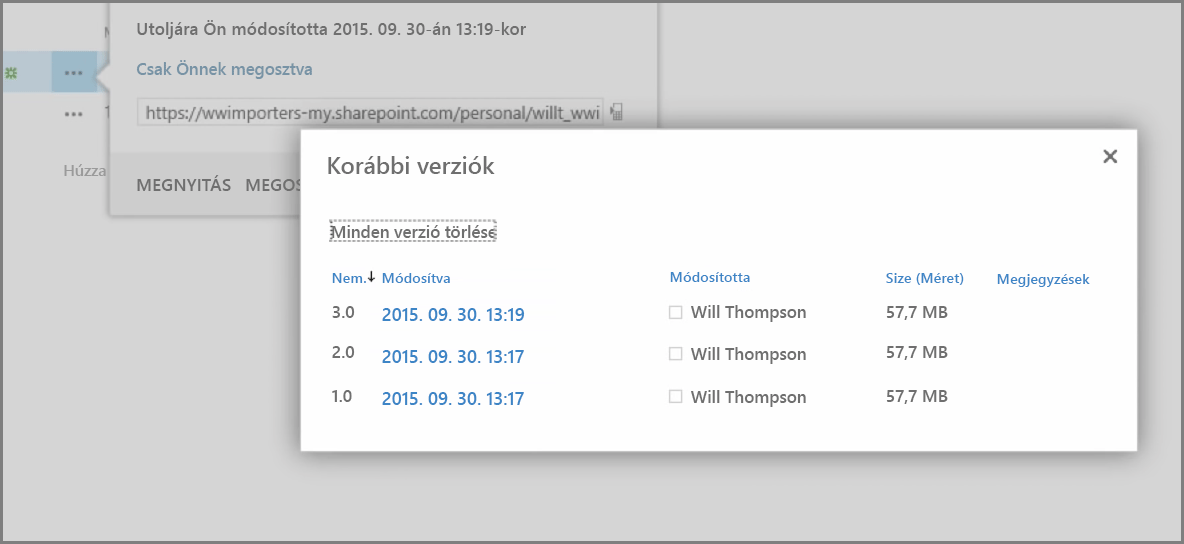 Utoljára Ön módosította 2015. 09. 30-án 13:19-kor
Csak Önnek megosztva
https://wwimporters-my.sharepoint.com/personal/willt_wwi
Húzza
MEGNYITÁS MEGOS
Korábbi verziók
Minden verzió törlése
Nem. Módosítva Módosította Size (Méret) Megjegyzések
3.0 2015. 09. 30. 13:19 Will Thompson 57,7 MB
2.0 2015. 09. 30. 13:17 Will Thompson 57,7 MB
1.0 2015. 09. 30. 13:17 Will Thompson 57,7 MB